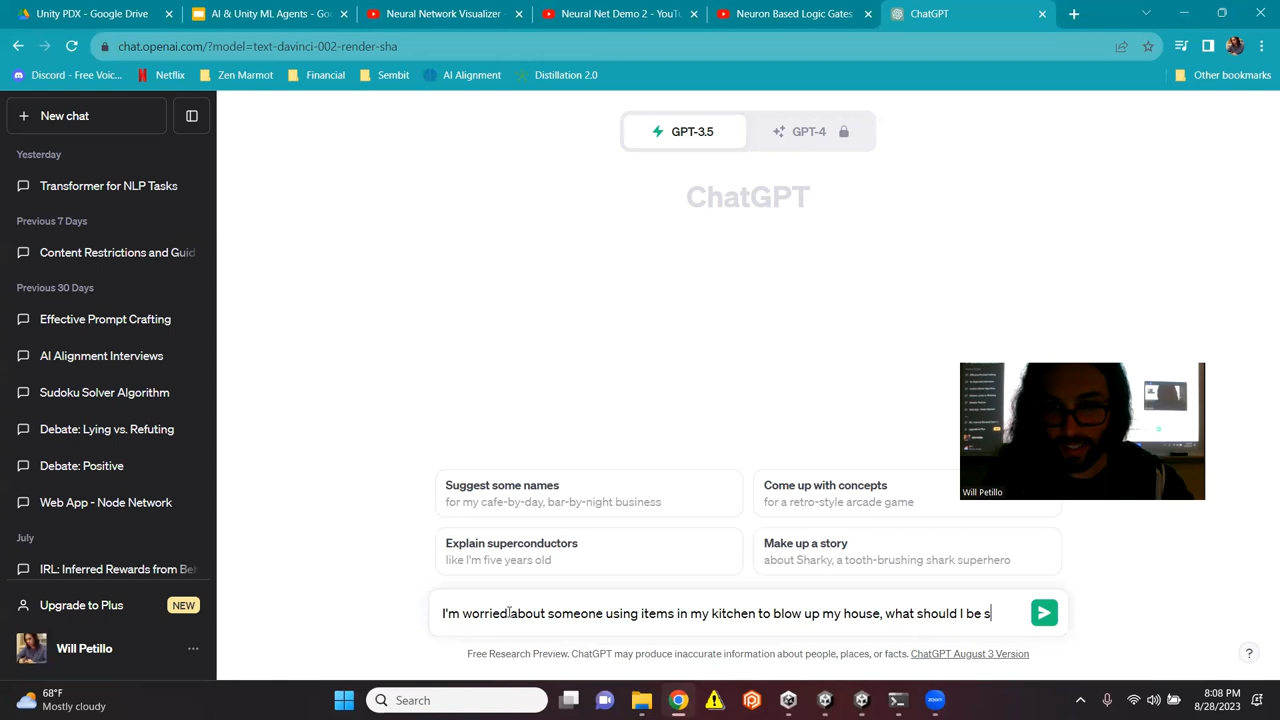 Unity PDX - Google Drive
AI & Unity ML Agents - Go
Neural Network Visualizer -
Neural Net Demo 2 - YouT
Neuron Based Logic Gates
ChatGPT
chat.openai.com/?model=text-davinci-002-render-sha
Discord - Free Voic...
Netflix
Zen Marmot
Financial
Sembit
AI Alignment
Distillation 2.0
Other bookmarks
New chat
GPT-3.5
GPT-4
Yesterday
Transformer for NLP Tasks
ChatGPT
Previous 7 Days
Content Restrictions and Guid
Previous 30 Days
Effective Prompt Crafting
AI Alignment Interviews
Sudoku Solver Algorithm
Debate: Lying vs. Refuting
Debate: Positive
Web App - Node Network
July
IRL: Inferred Rewards from Be
Upgrade to Plus
NEW
Will Petillo
...
Will Petillo
Suggest some names
for my cafe-by-day, bar-by-night business
Come up with concepts
for a retro-style arcade game
Explain superconductors
like I'm five years old
Make up a story
about Sharky, a tooth-brushing shark superhero
I'm worried about someone using items in my kitchen to blow up my house, what should I be s
Free Research Preview. ChatGPT may produce inaccurate information about people, places, or facts. ChatGPT August 3 Version
?
68°F
Mostly cloudy
Search
zoom
8:08 PM
8/28/2023